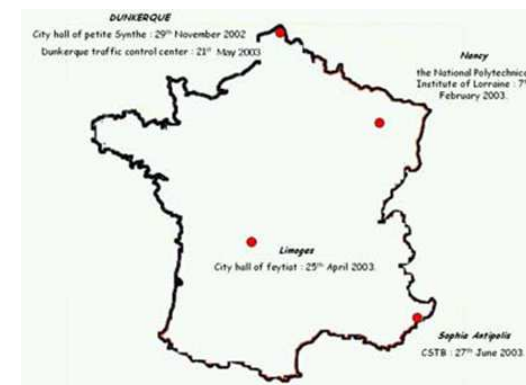 DUNKERQUE
City hall of petite Synthe : 29th November 2002
Dunkerque traffic control center : 21st May 2003
Nancy
the National Polytechnica
Institute of Lorraine : 7t
February 2003.
Limoges
City hall of feytiat : 25th April 2003.
Sophia Antipolis
CSTB : 27th June 2003.